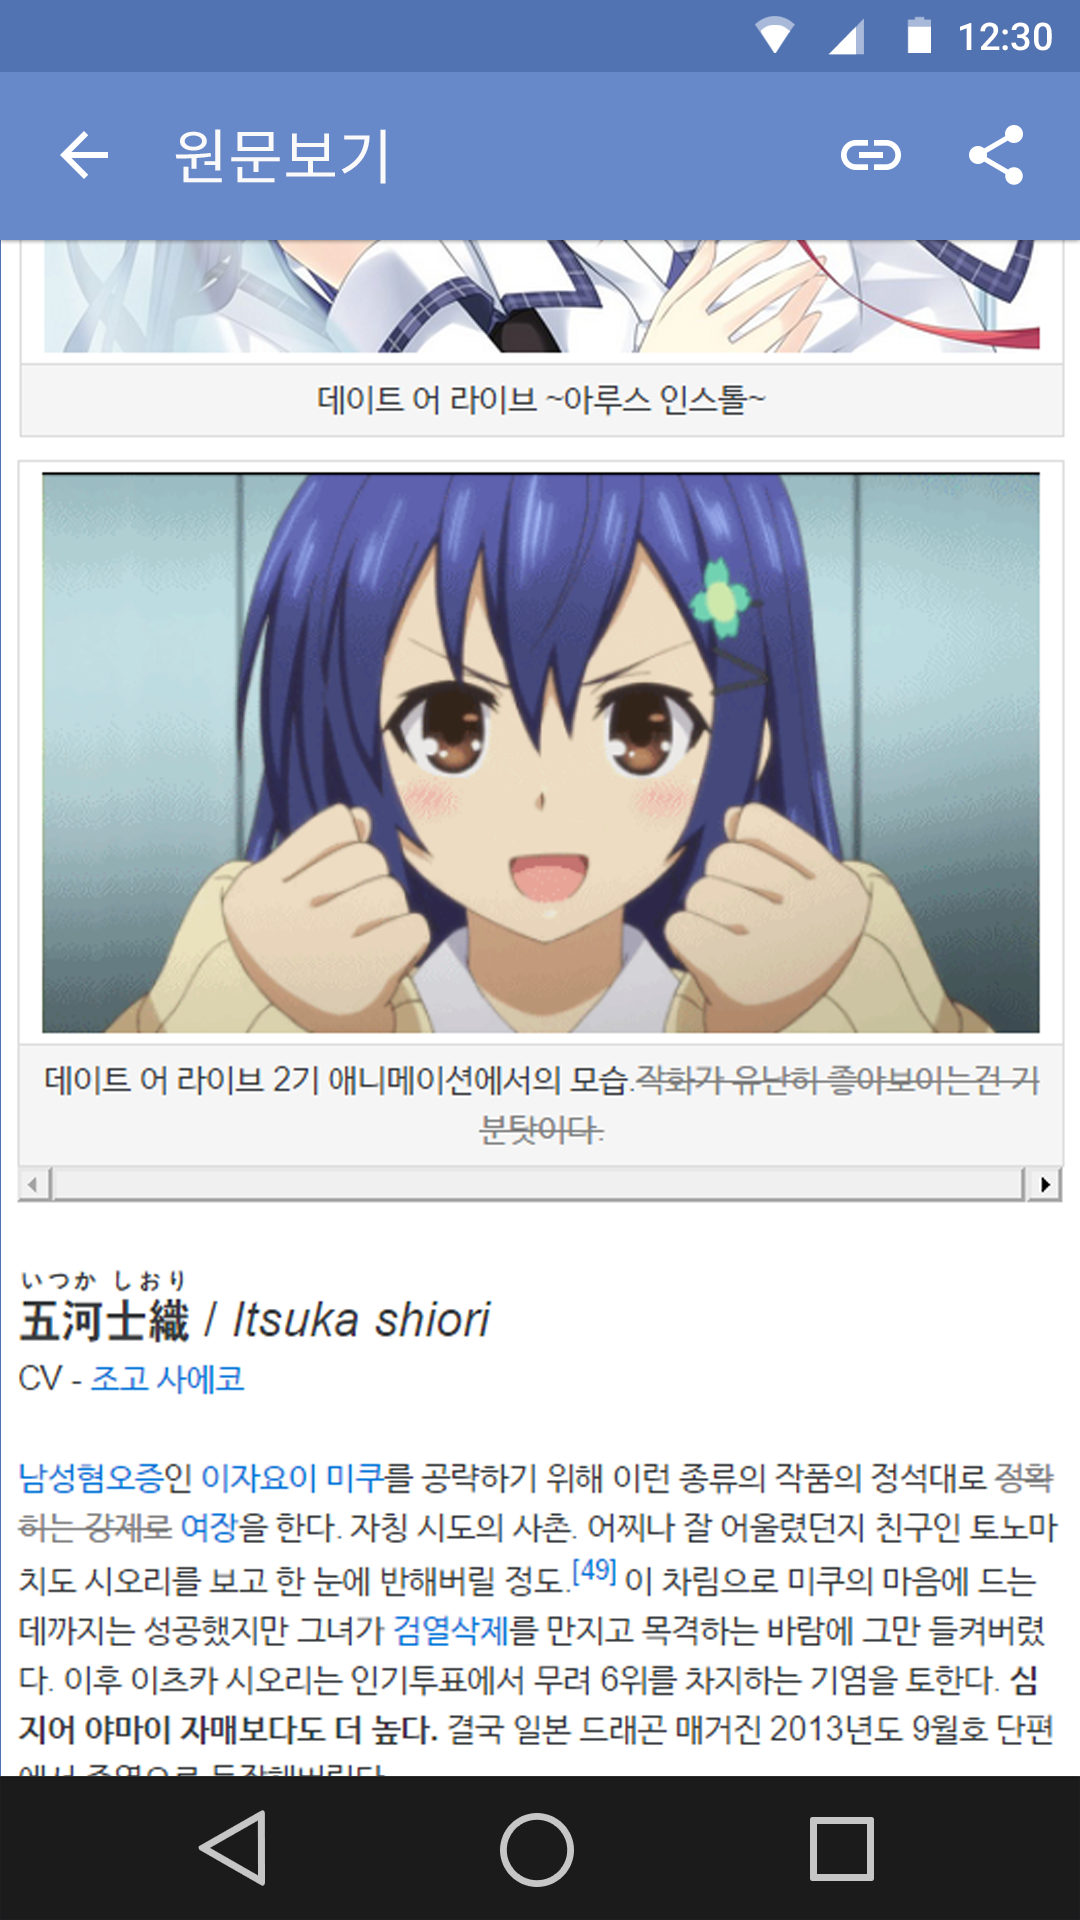 12:30
원문보기
데이트 어 라이브 ~아루스 인스톨~
데이트 어 라이브 2기 애니메이션에서의 모습.작화가 유난히 좋아보이는건 기
분탓이다.
いつか しおり
五河士織 / Itsuka shiori
CV - 조고 사에코
남성혐오증인 이자요이 미쿠를 공략하기 위해 이런 종류의 작품의 정석대로 정확
히는 강제로 여장을 한다. 자칭 시도의 사촌. 어찌나 잘 어울렸던지 친구인 토노마
치도 시오리를 보고 한 눈에 반해버릴 정도.[49] 이 차림으로 미쿠의 마음에 드는
데까지는 성공했지만 그녀가 검열삭제를 만지고 목격하는 바람에 그만 들켜버렸
다. 이후 이츠카 시오리는 인기투표에서 무려 6위를 차지하는 기염을 토한다. 심
지어 야마이 자매보다도 더 높다. 결국 일본 드래곤 매거진 2013년도 9월호 단편